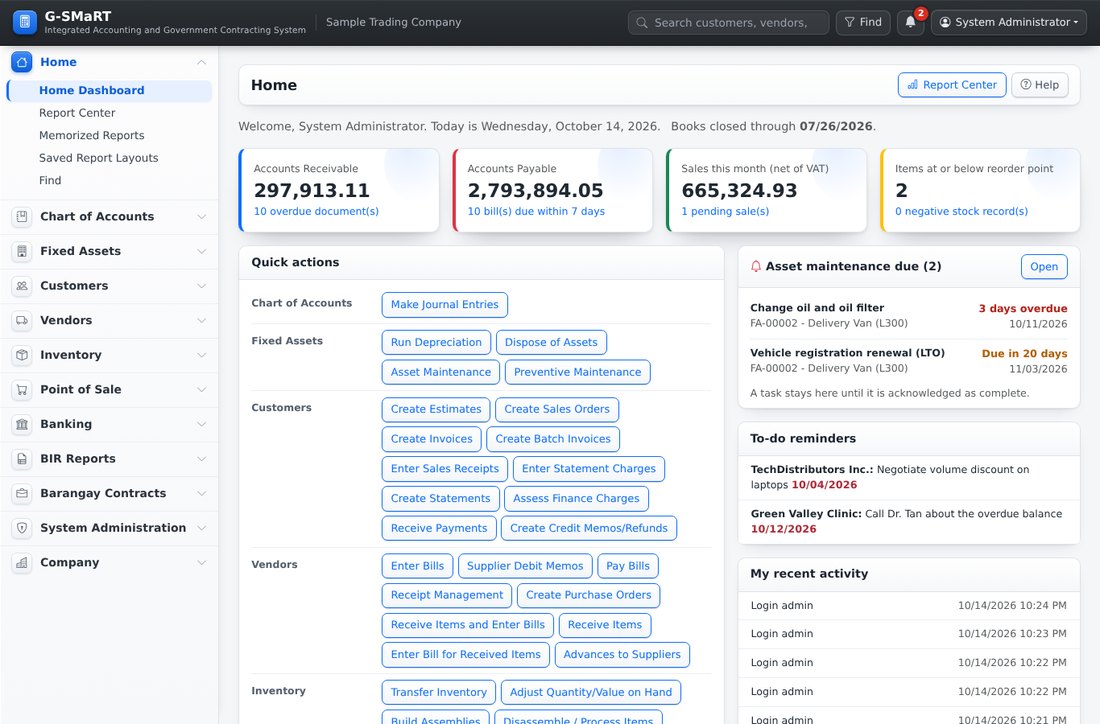 G-SMaRT
Integrated Accounting and Government Contracting System
Sample Trading Company
Search customers, vendors,
Find
2
System Administrator
Home
Home Dashboard
Report Center
Memorized Reports
Saved Report Layouts
Find
Chart of Accounts
Fixed Assets
Customers
Vendors
Inventory
Point of Sale
Banking
BIR Reports
Barangay Contracts
System Administration
Company
Home
Report Center
Help
Welcome, System Administrator. Today is Wednesday, October 14, 2026. Books closed through 07/26/2026.
Accounts Receivable
297,913.11
10 overdue document(s)
Accounts Payable
2,793,894.05
10 bill(s) due within 7 days
Sales this month (net of VAT)
665,324.93
1 pending sale(s)
Items at or below reorder point
2
0 negative stock record(s)
Quick actions
Chart of Accounts
Make Journal Entries
Fixed Assets
Run Depreciation
Dispose of Assets
Asset Maintenance
Preventive Maintenance
Customers
Create Estimates
Create Sales Orders
Create Invoices
Create Batch Invoices
Enter Sales Receipts
Enter Statement Charges
Create Statements
Assess Finance Charges
Receive Payments
Create Credit Memos/Refunds
Vendors
Enter Bills
Supplier Debit Memos
Pay Bills
Receipt Management
Create Purchase Orders
Receive Items and Enter Bills
Receive Items
Enter Bill for Received Items
Advances to Suppliers
Inventory
Transfer Inventory
Adjust Quantity/Value on Hand
Build Assemblies
Disassemble / Process Items
Asset maintenance due (2)
Open
Change oil and oil filter
3 days overdue
FA-00002 - Delivery Van (L300)
10/11/2026
Vehicle registration renewal (LTO)
Due in 20 days
FA-00002 - Delivery Van (L300)
11/03/2026
A task stays here until it is acknowledged as complete.
To-do reminders
TechDistributors Inc.: Negotiate volume discount on
laptops 10/04/2026
Green Valley Clinic: Call Dr. Tan about the overdue balance
10/12/2026
My recent activity
Login admin
10/14/2026 10:24 PM
Login admin
10/14/2026 10:23 PM
Login admin
10/14/2026 10:22 PM
Login admin
10/14/2026 10:22 PM
Login admin
10/14/2026 10:21 PM